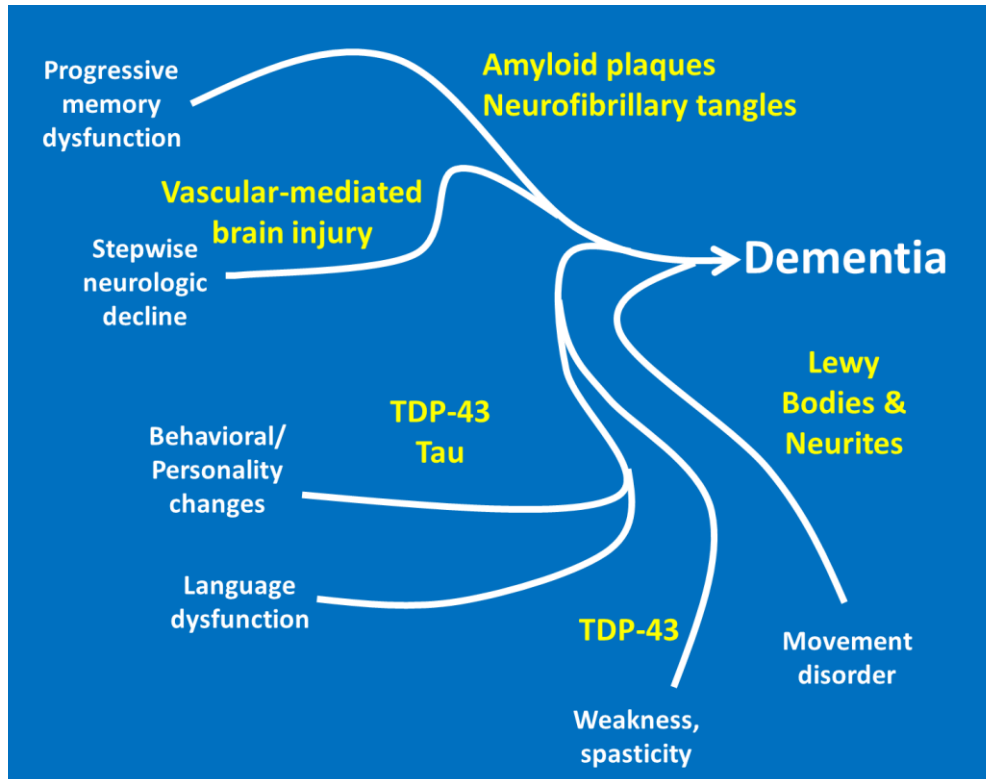 Progressive
memory
dysfunction
Amyloid plaques
Neurofibrillary tangles
Vascular-mediated
brain injury
Stepwise
neurologic
decline
Dementia
Lewy
Bodies &
Neurites
TDP-43
Tau
Behavioral/
Personality
changes
Language
dysfunction
TDP-43
Movement
disorder
Weakness,
spasticity